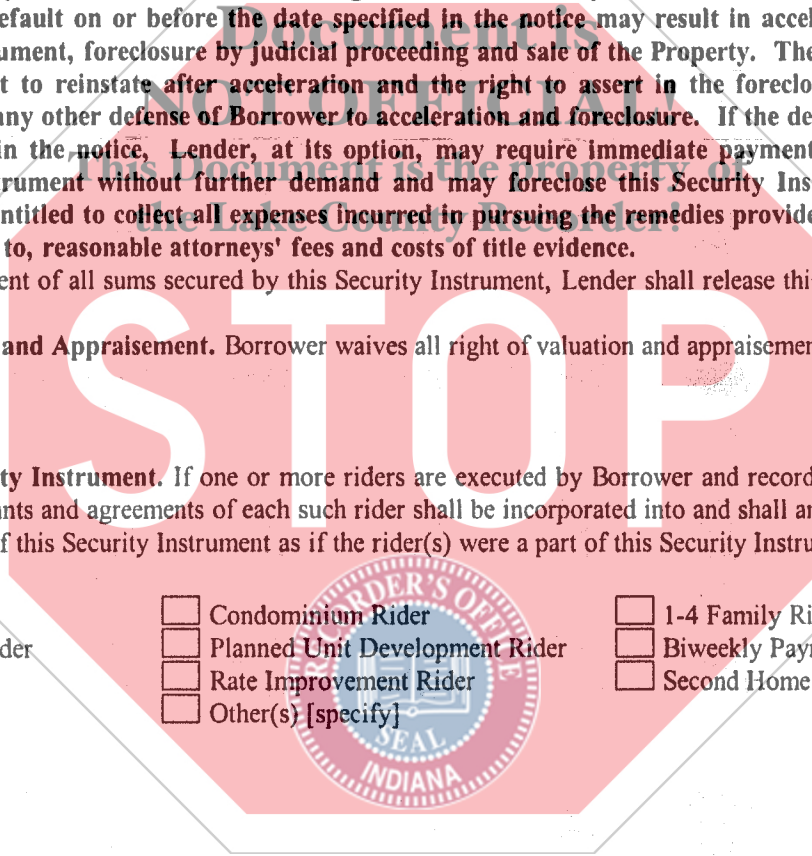 efault on or before the date specified in the notice may result in accel
ument, foreclosure by judicial proceeding and sale of the Property. The
t to reinstate after acceleration and the right to assert in the foreclo
any other defense of Borrower to acceleration and foreclosure. If the de
in the notice, Lender, at its option, may require immediate payment
rument without further demand and may foreclose this Security Ins
entitled to collect all expenses incurred in pursuing the remedies provide
to, reasonable attorneys' fees and costs of title evidence.
ent of all sums secured by this Security Instrument, Lender shall release thi
and Appraisement. Borrower waives all right of valuation and appraisemen
ty Instrument. If one or more riders are executed by Borrower and record
nts and agreements of each such rider shall be incorporated into and shall a
f this Security Instrument as if the rider(s) were a part of this Security Instru
Condominium Rider 1-4 Family Ri
der Planned Unit Development Rider Biweekly Pay
Rate Improvement Rider Second Home
Other(s) [specify]
Document is
NOT OFFICIAL!
This Document is the property of
the Lake County Recorder!
STOP
RECORDER'S OFFICE
SEAL
INDIANA